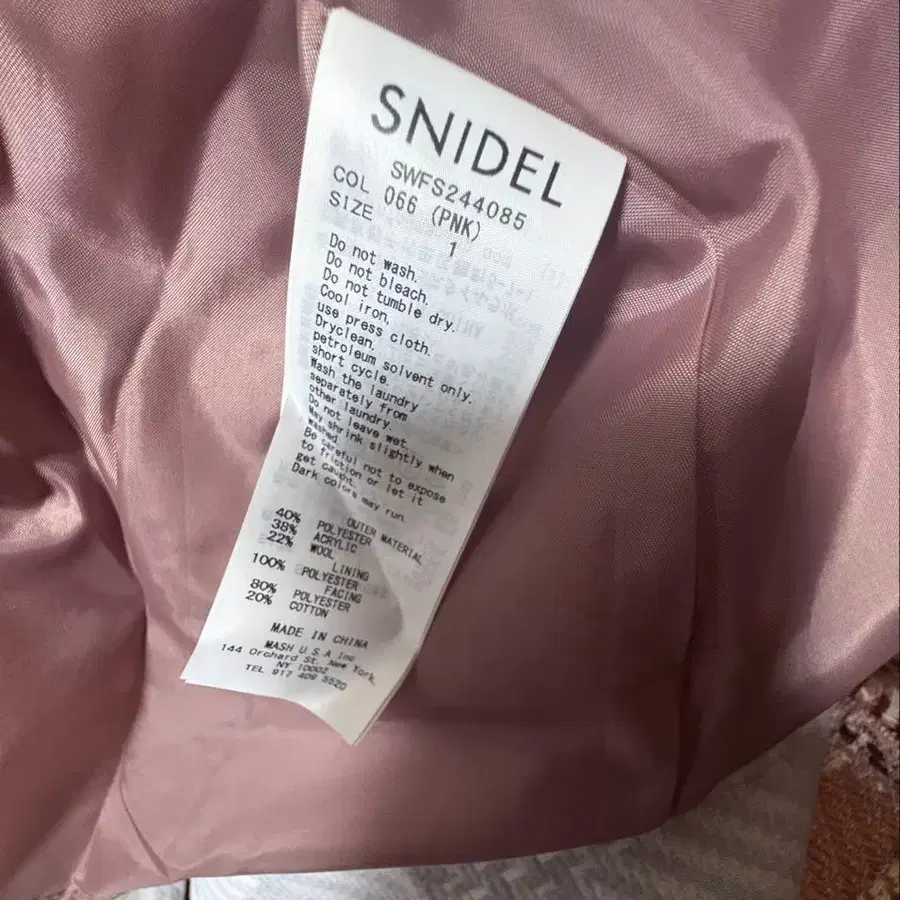 SNIDEL
SWFS244085
COL 066 (PNK)
SIZE 1
Do not wash.
Do not bleach.
Do not tumble dry.
Cool iron,
use press cloth.
Dryclean,
petroleum solvent only.
short cycle.
Wash the laundry
separately from
other laundry.
Do not leave wet.
May shrink slightly when
washed.
Be careful not to expose
to friction or let it
get caught.
Dark colors may run.
OUTER MATERIAL
40% POLYESTER
38% ACRYLIC
22% WOOL
LINING
100% POLYESTER
FACING
80% POLYESTER
20% COTTON
MADE IN CHINA
MASH U.S.A Inc
144 Orchard St. New York,
NY 10002
TEL 917 409 5520